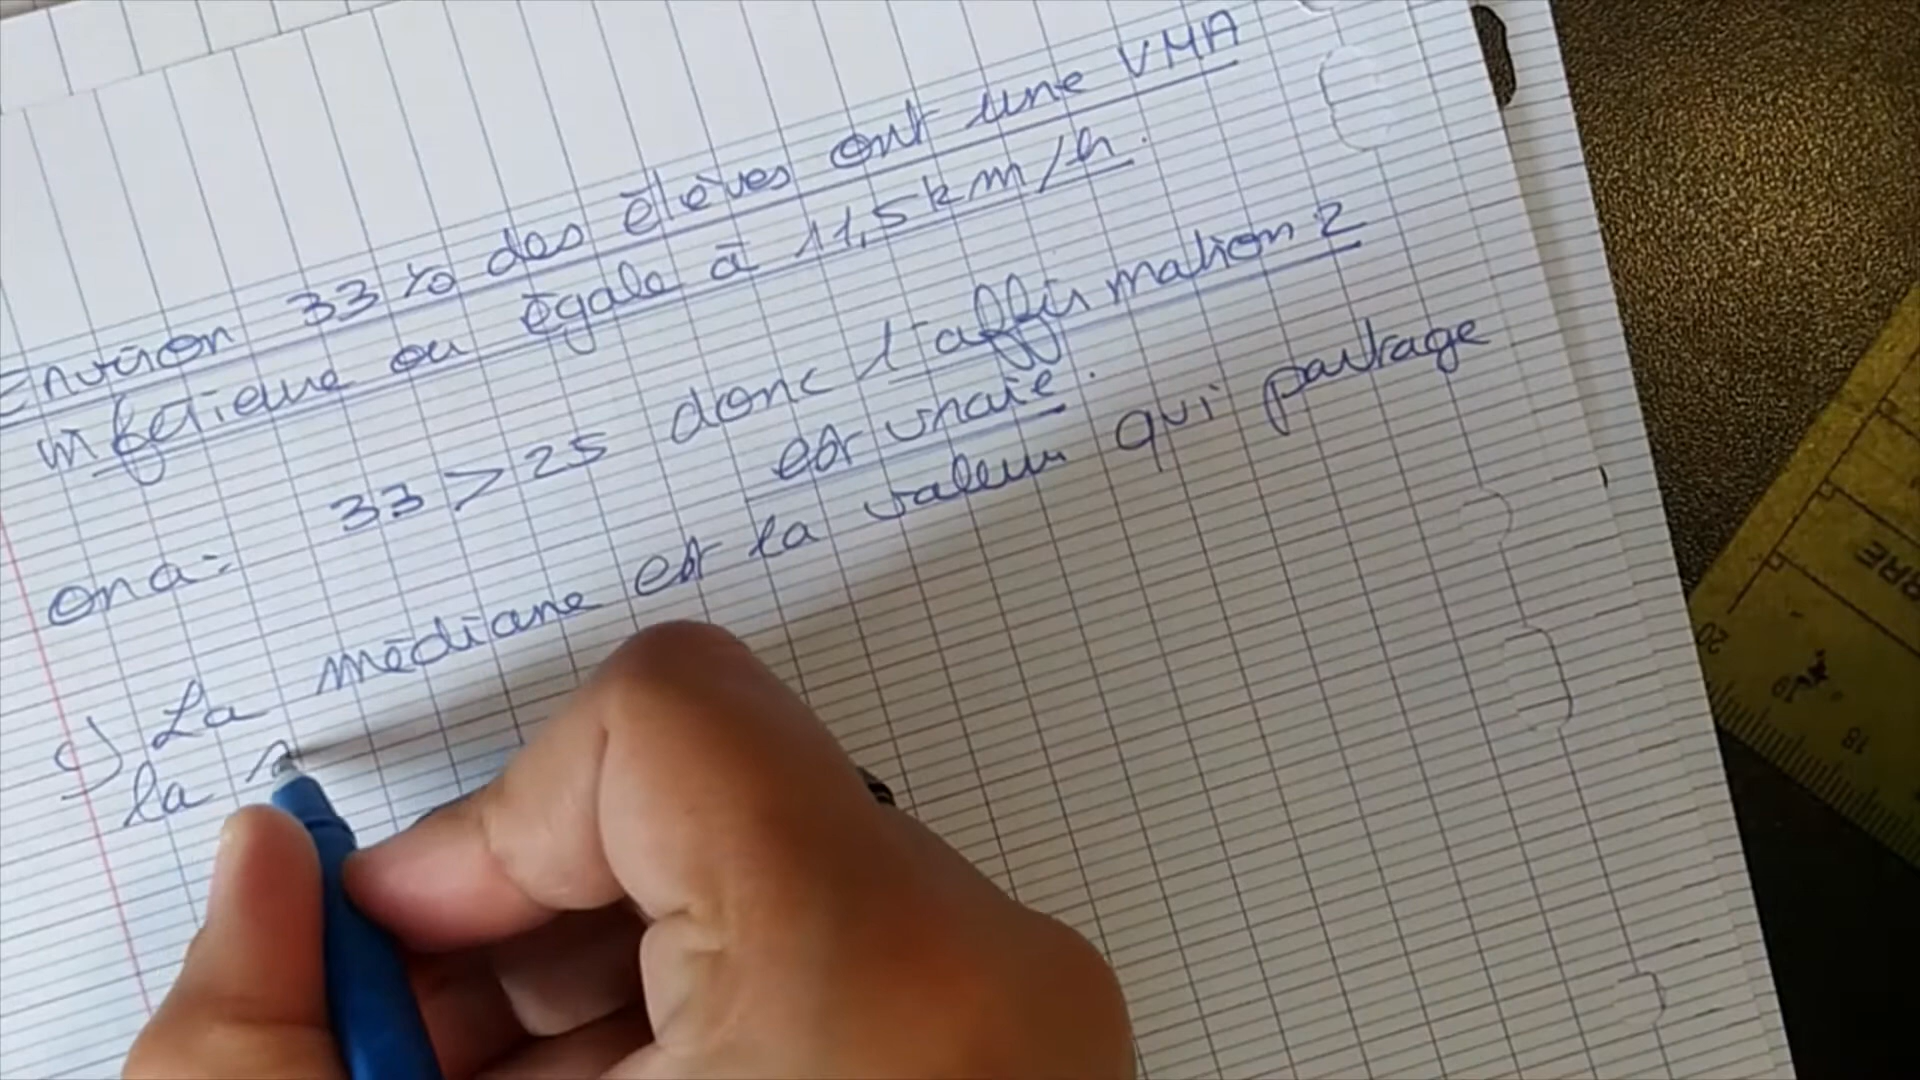 Environ 33% des élèves ont une VMA
inférieure ou égale à 11,5 km/h.
on a: 33 > 25 donc l'affirmation 2
est vraie.
c) La médiane est la valeur qui partage
la
20
19
18